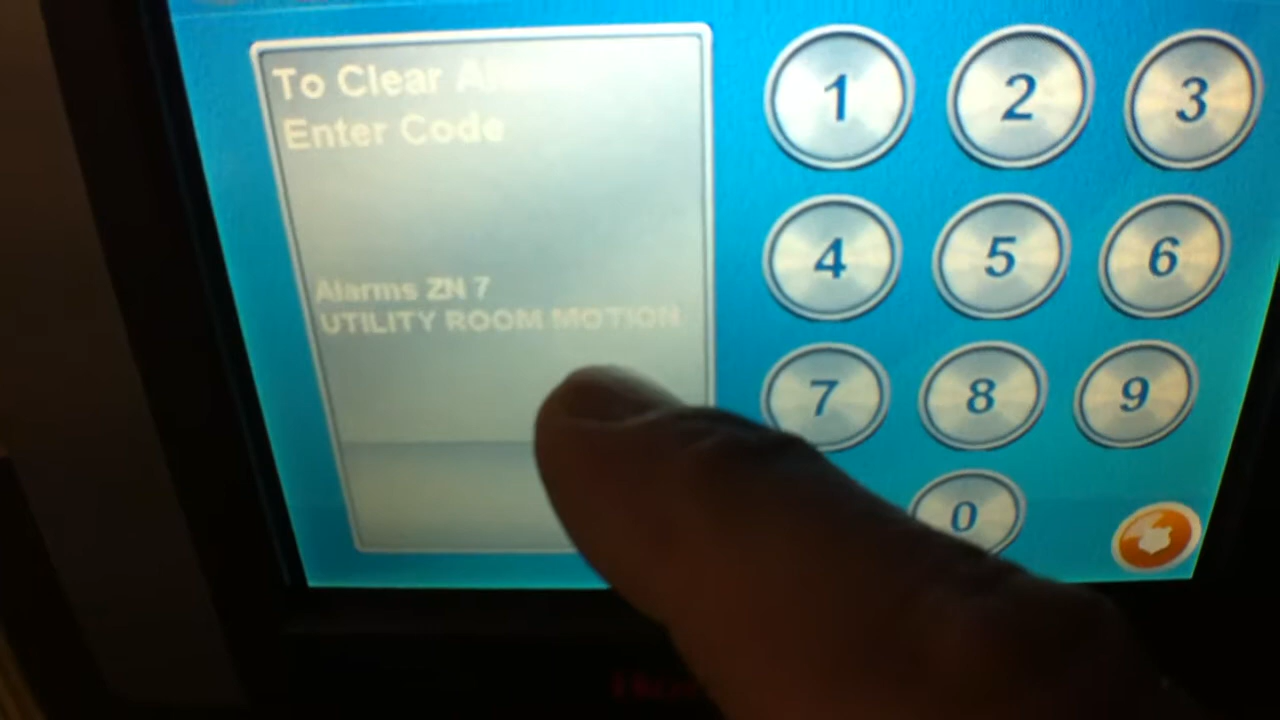 To Clear
Enter Code
Alarms ZN 7
UTILITY ROOM MOTION
1 2 3
4 5 6
7 8 9
0